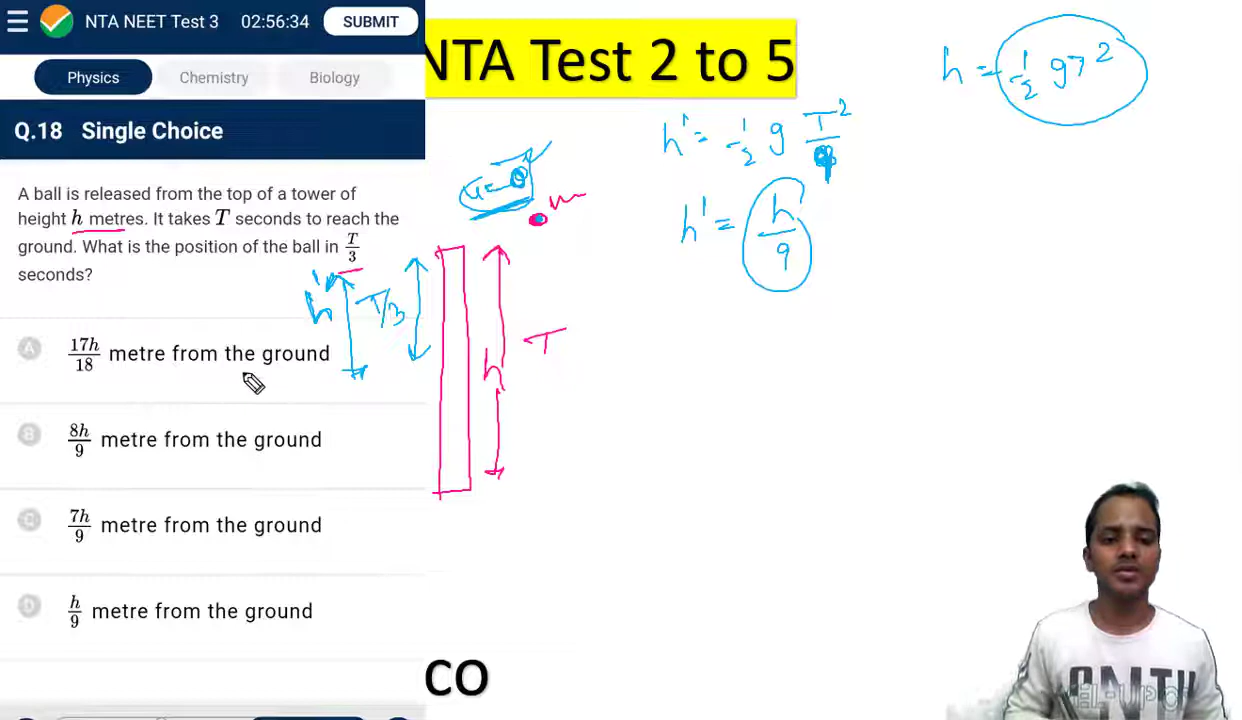 NTA NEET Test 3 02:56:34 SUBMIT
Physics Chemistry Biology
Q.18 Single Choice
A ball is released from the top of a tower of
height h metres. It takes T seconds to reach the
ground. What is the position of the ball in T/3
seconds?
A 17h/18 metre from the ground
B 8h/9 metre from the ground
C 7h/9 metre from the ground
D h/9 metre from the ground
NTA Test 2 to 5
h = 1/2 gT²
h' = 1/2 g T²/9
h' = h/9
u = 0
m
h'
T/3
h
T
co